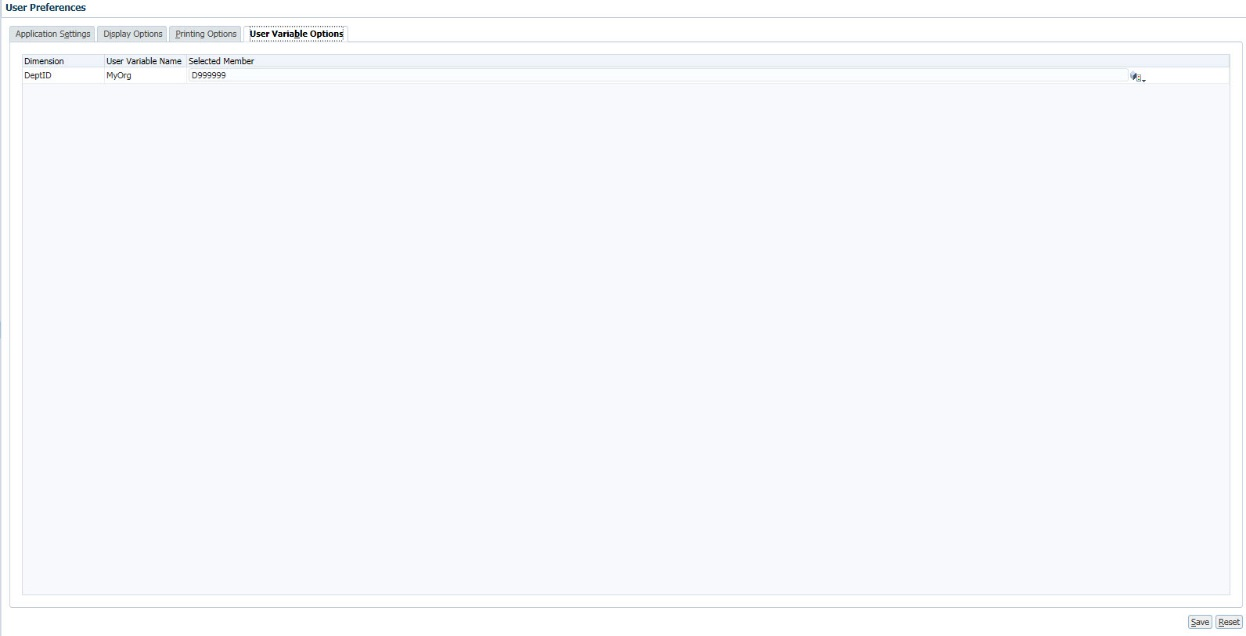 User Preferences
Application Settings Display Options Printing Options User Variable Options
Dimension User Variable Name Selected Member
DeptID MyOrg D999999
Save Reset